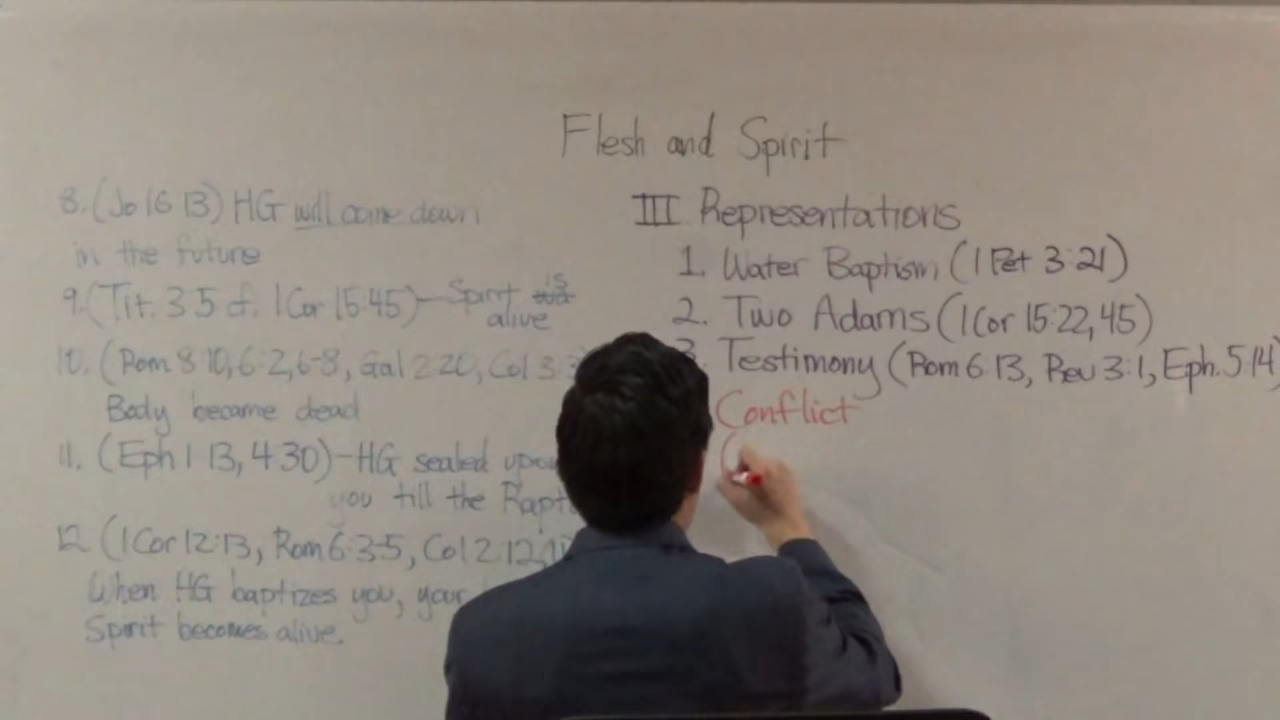 Flesh and Spirit
8. (Jo 16:13) HG will come down
in the future
9. (Tit. 3:5 cf. 1 Cor 15:45) - Spirit is
alive
10. (Rom 8:10, 6:2, 6-8, Gal 2:20, Col 3:3
Body became dead
11. (Eph 1:13, 4:30) - HG sealed upon
you till the Rapt
12. (1 Cor 12:13, Rom 6:3-5, Col 2:12,
When HG baptizes you, your
Spirit becomes alive.
III Representations
1. Water Baptism (1 Pet 3:21)
2. Two Adams (1 Cor 15:22, 45)
3. Testimony (Rom 6:13, Rev 3:1, Eph. 5:14
Conflict
(